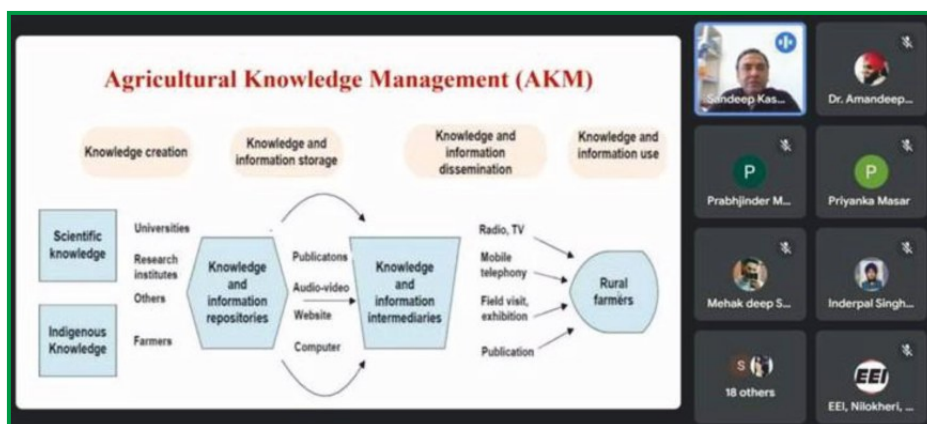 Agricultural Knowledge Management (AKM)
Knowledge creation
Knowledge and
information storage
Knowledge and
information
dissemination
Knowledge and
information use
Scientific
knowledge
Indigenous
Knowledge
Universities
Research
institutes
Others
Farmers
Knowledge
and
information
repositories
Publicatons
Audio-video
Website
Computer
Knowledge
and
information
intermediaries
Radio, TV
Mobile
telephony
Field visit,
exhibition
Publication
Rural
farmers
Sandeep Kas...
Dr. Amandeep...
P
Prabhjinder M...
P
Priyanka Masar
Mehak deep S...
Inderpal Singh...
S
18 others
EEI
EEI, Nilokheri, ...